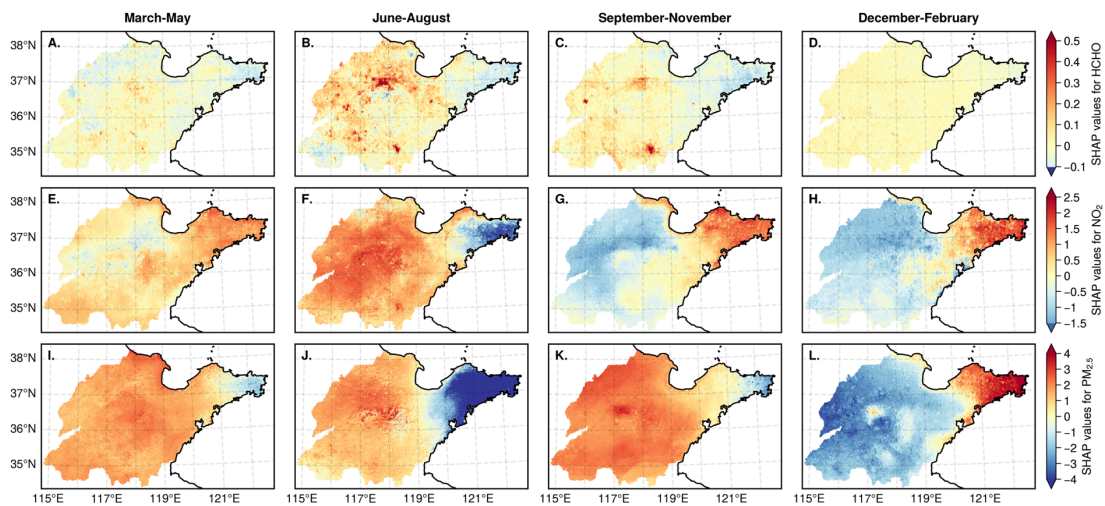 March-May June-August September-November December-February
38°N A. B. C. D. 0.5
0.4
37°N 0.3
0.2
36°N 0.1
0
35°N -0.1
SHAP values for HCHO
38°N E. F. G. H. 2.5
2
1.5
37°N 1
0.5
36°N 0
-0.5
35°N -1
-1.5
SHAP values for NO₂
38°N I. J. K. L. 4
3
37°N 2
1
0
36°N -1
-2
35°N -3
-4
SHAP values for PM₂.₅
115°E 117°E 119°E 121°E 115°E 117°E 119°E 121°E 115°E 117°E 119°E 121°E 115°E 117°E 119°E 121°E